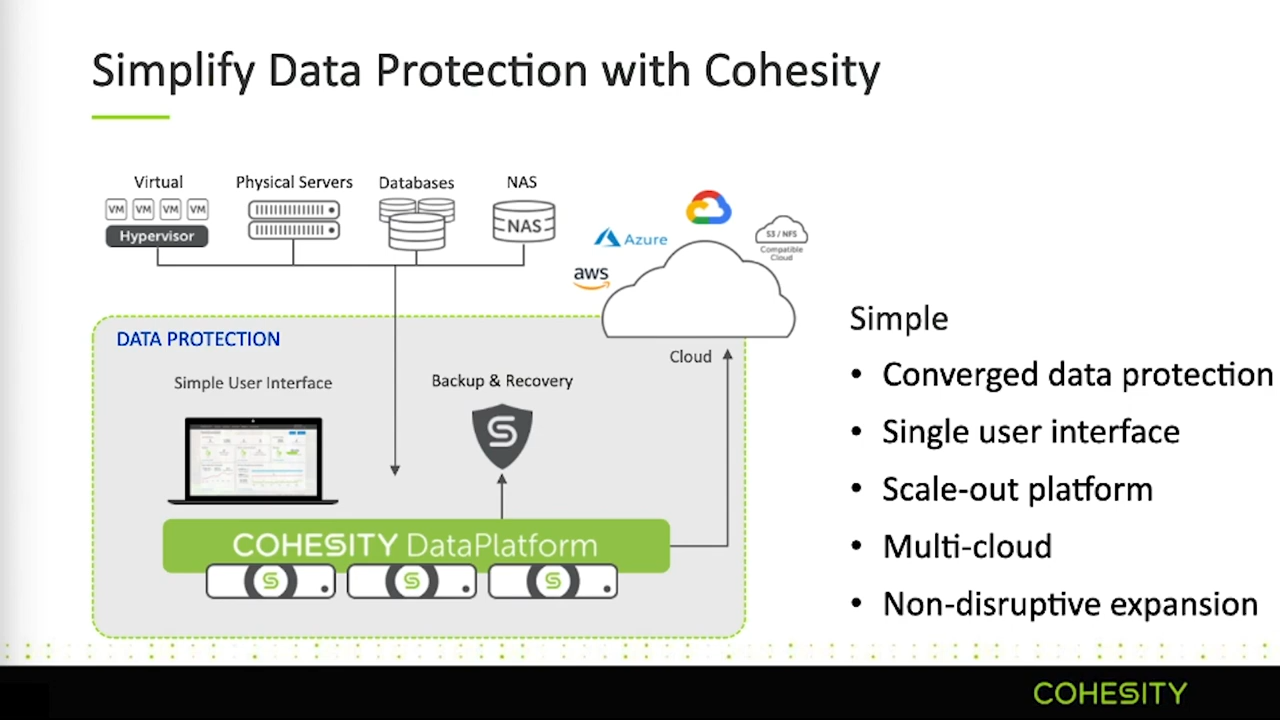 Simplify Data Protection with Cohesity
Virtual
Physical Servers
Databases
NAS
VM VM VM VM
Hypervisor
NAS
Azure
aws
S3 / NFS
Compatible
Cloud
DATA PROTECTION
Cloud
Simple User Interface
Backup & Recovery
COHESITY DataPlatform
Simple
• Converged data protection
• Single user interface
• Scale-out platform
• Multi-cloud
• Non-disruptive expansion
COHESITY